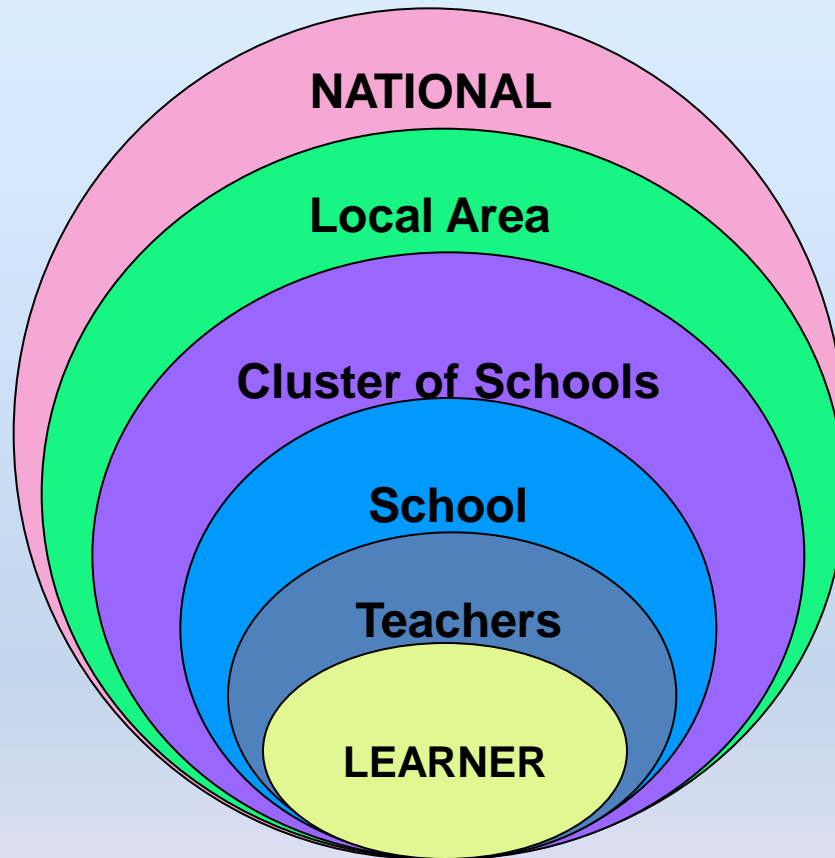 NATIONAL
Local Area
Cluster of Schools
School
Teachers
LEARNER